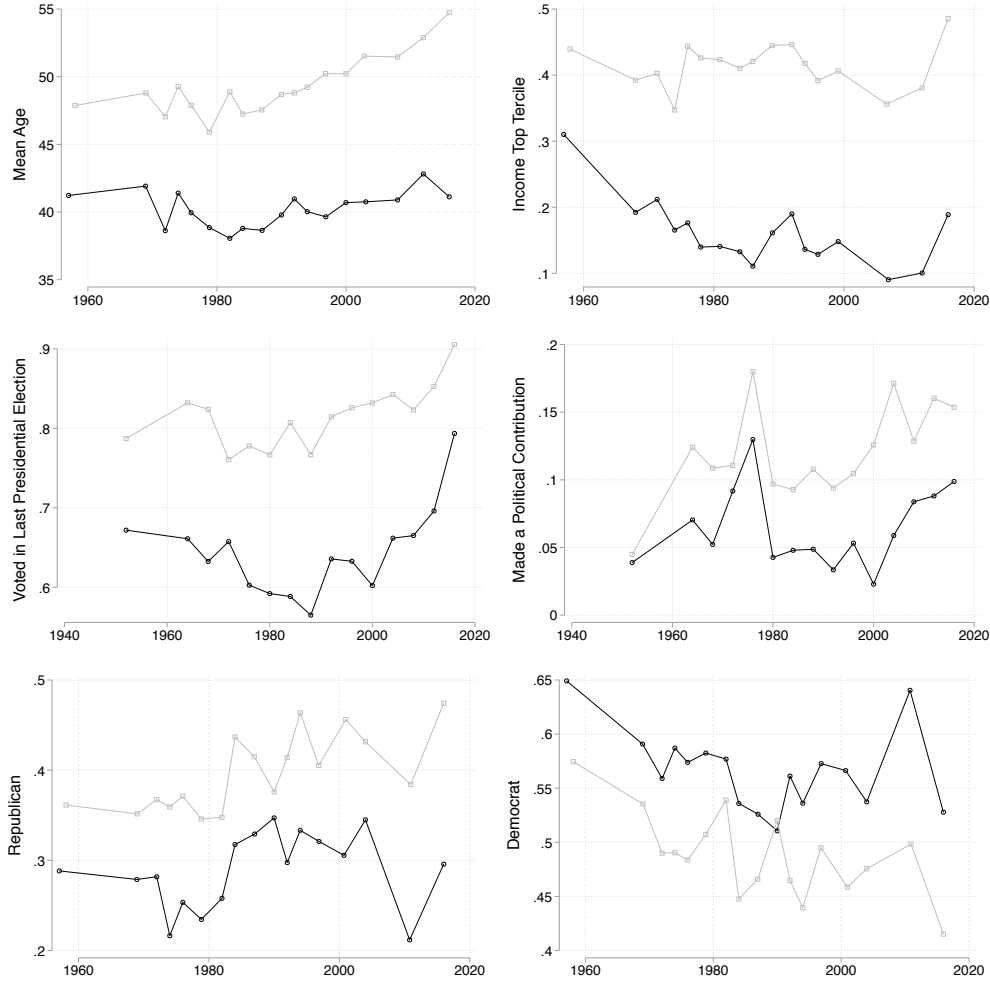 Mean Age
55
50
45
40
35
1960 1980 2000 2020
Income Top Tercile
.5
.4
.3
.2
.1
1960 1980 2000 2020
Voted in Last Presidential Election
.9
.8
.7
.6
1940 1960 1980 2000 2020
Made a Political Contribution
.2
.15
.1
.05
0
1940 1960 1980 2000 2020
Republican
.5
.4
.3
.2
1960 1980 2000 2020
Democrat
.65
.6
.55
.5
.45
.4
1960 1980 2000 2020